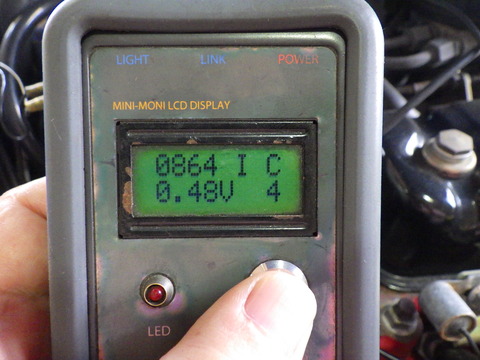 LIGHT LINK POWER
MINI-MONI LCD DISPLAY
0864 I C
0.48V 4
LED